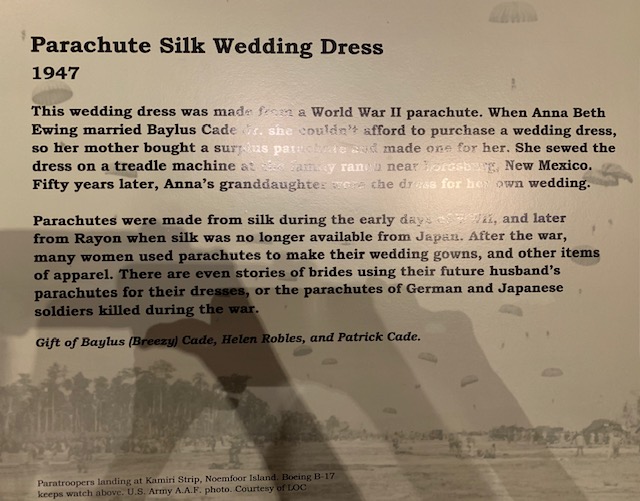 Parachute Silk Wedding Dress
1947
This wedding dress was made from a World War II parachute. When Anna Beth
Ewing married Baylus Cade Jr. she couldn't afford to purchase a wedding dress,
so her mother bought a surplus parachute and made one for her. She sewed the
dress on a treadle machine at the family ranch near Lordsburg, New Mexico.
Fifty years later, Anna's granddaughter wore the dress for her own wedding.
Parachutes were made from silk during the early days of WWII, and later
from Rayon when silk was no longer available from Japan. After the war,
many women used parachutes to make their wedding gowns, and other items
of apparel. There are even stories of brides using their future husband's
parachutes for their dresses, or the parachutes of German and Japanese
soldiers killed during the war.
Gift of Baylus (Breezy) Cade, Helen Robles, and Patrick Cade.
Paratroopers landing at Kamiri Strip, Noemfoor Island. Boeing B-17
keeps watch above. U.S. Army A.A.F. photo. Courtesy of LOC